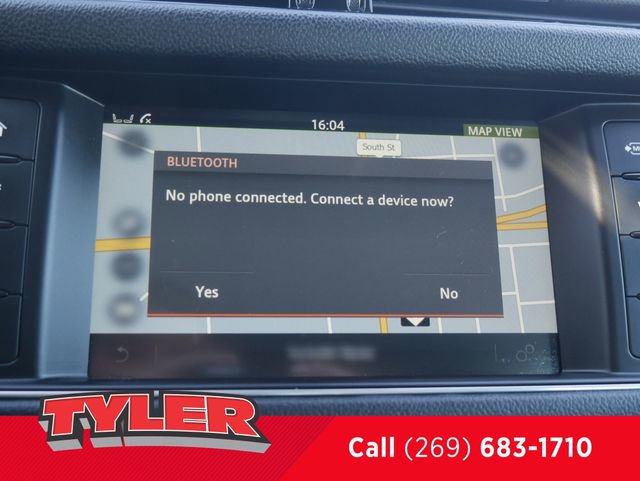 16:04
MAP VIEW
South St
BLUETOOTH
No phone connected. Connect a device now?
Yes
No
TYLER
Call (269) 683-1710